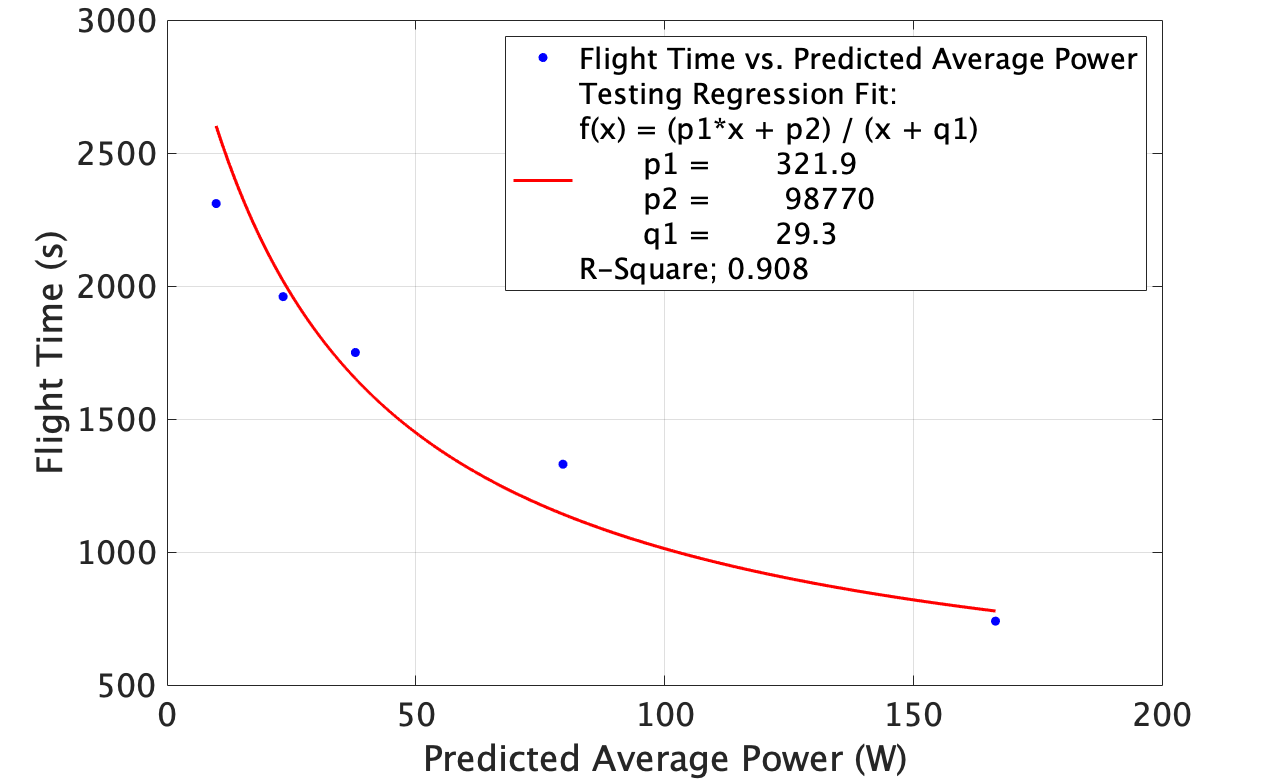 3000
2500
2000
1500
1000
500
Flight Time (s)
Flight Time vs. Predicted Average Power
Testing Regression Fit:
f(x) = (p1*x + p2) / (x + q1)
p1 = 321.9
p2 = 98770
q1 = 29.3
R-Square; 0.908
0 50 100 150 200
Predicted Average Power (W)